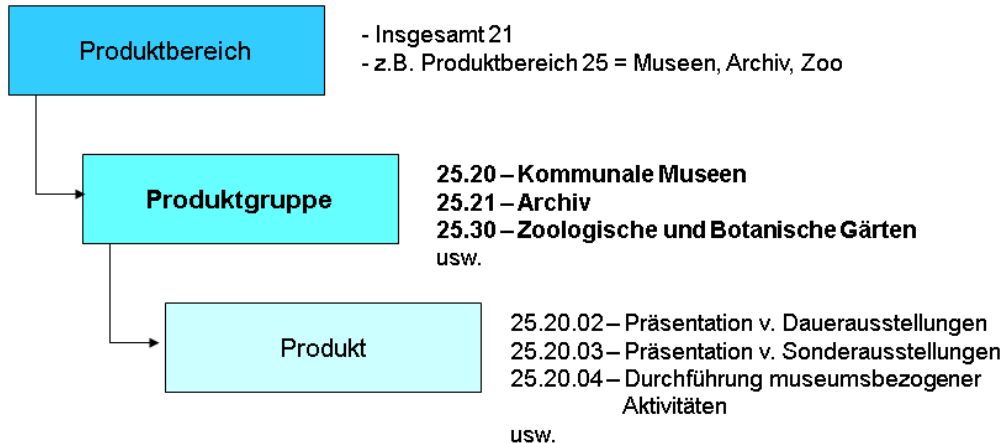 Produktbereich
- Insgesamt 21
- z.B. Produktbereich 25 = Museen, Archiv, Zoo
Produktgruppe
25.20 – Kommunale Museen
25.21 – Archiv
25.30 – Zoologische und Botanische Gärten
usw.
Produkt
25.20.02 – Präsentation v. Dauerausstellungen
25.20.03 – Präsentation v. Sonderausstellungen
25.20.04 – Durchführung museumsbezogener
Aktivitäten
usw.